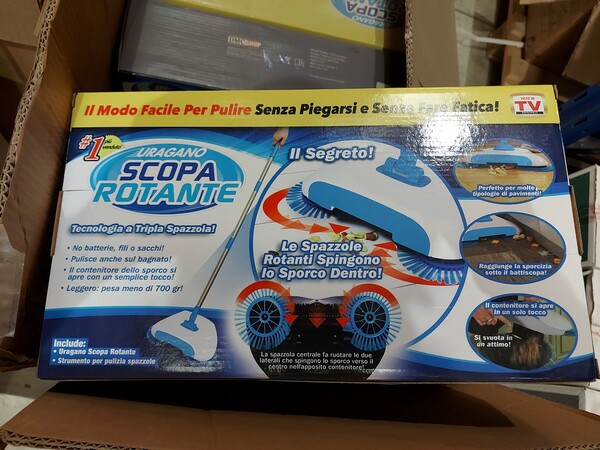 URAGANO
SCOPA
ROTANTE
Il Modo Facile Per Pulire Senza Piegarsi e Senza Fare Fatica!
TV
#1 più venduto!
URAGANO
SCOPA
ROTANTE
Tecnologia a Tripla Spazzola!
• No batterie, fili o sacchi!
• Pulisce anche sul bagnato!
• Il contenitore dello sporco si
apre con un semplice tocco!
• Leggero: pesa meno di 700 gr!
Include:
• Uragano Scopa Rotante
• Strumento per pulizia spazzole
Il Segreto!
Le Spazzole
Rotanti Spingono
lo Sporco Dentro!
La spazzola centrale fa ruotare le due
laterali che spingono lo sporco verso il
centro nell'apposito contenitore!
Perfetto per molte
tipologie di pavimenti!
Raggiunge la sporcizia
sotto il battiscopa!
Il contenitore si apre
in un solo tocco
Si svuota in
un attimo!